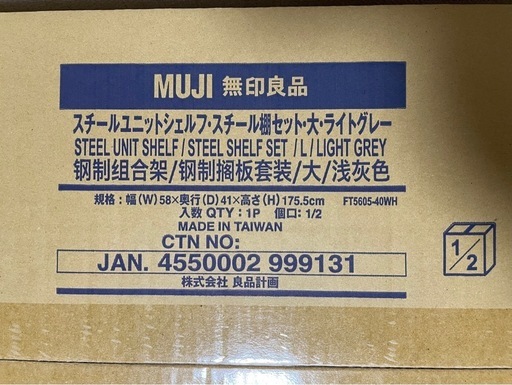 MUJI 無印良品
スチールユニットシェルフ・スチール棚セット・大・ライトグレー
STEEL UNIT SHELF / STEEL SHELF SET / L / LIGHT GREY
钢制组合架/钢制搁板套装/大/浅灰色
規格：幅(W)58×奥行(D)41×高さ(H)175.5cm FT5605-40WH
入数 QTY：1P 個口：1/2
MADE IN TAIWAN
CTN NO:
JAN. 4550002 999131
株式会社 良品計画
1/2